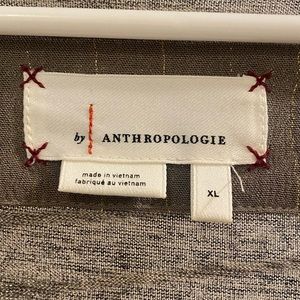 by ANTHROPOLOGIE
made in vietnam
fabriqué au vietnam
XL